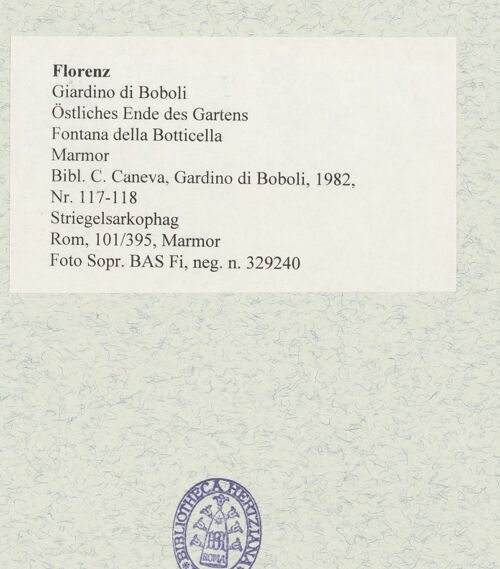 Florenz
Giardino di Boboli
Östliches Ende des Gartens
Fontana della Botticella
Marmor
Bibl. C. Caneva, Gardino di Boboli, 1982,
Nr. 117-118
Striegelsarkophag
Rom, 101/395, Marmor
Foto Sopr. BAS Fi, neg. n. 329240
BIBLIOTHECA HERTZIANA
BH
ROMA